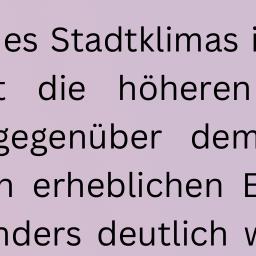 es Stadtklimas i
t die höheren
gegenüber dem
n erheblichen E
nders deutlich w